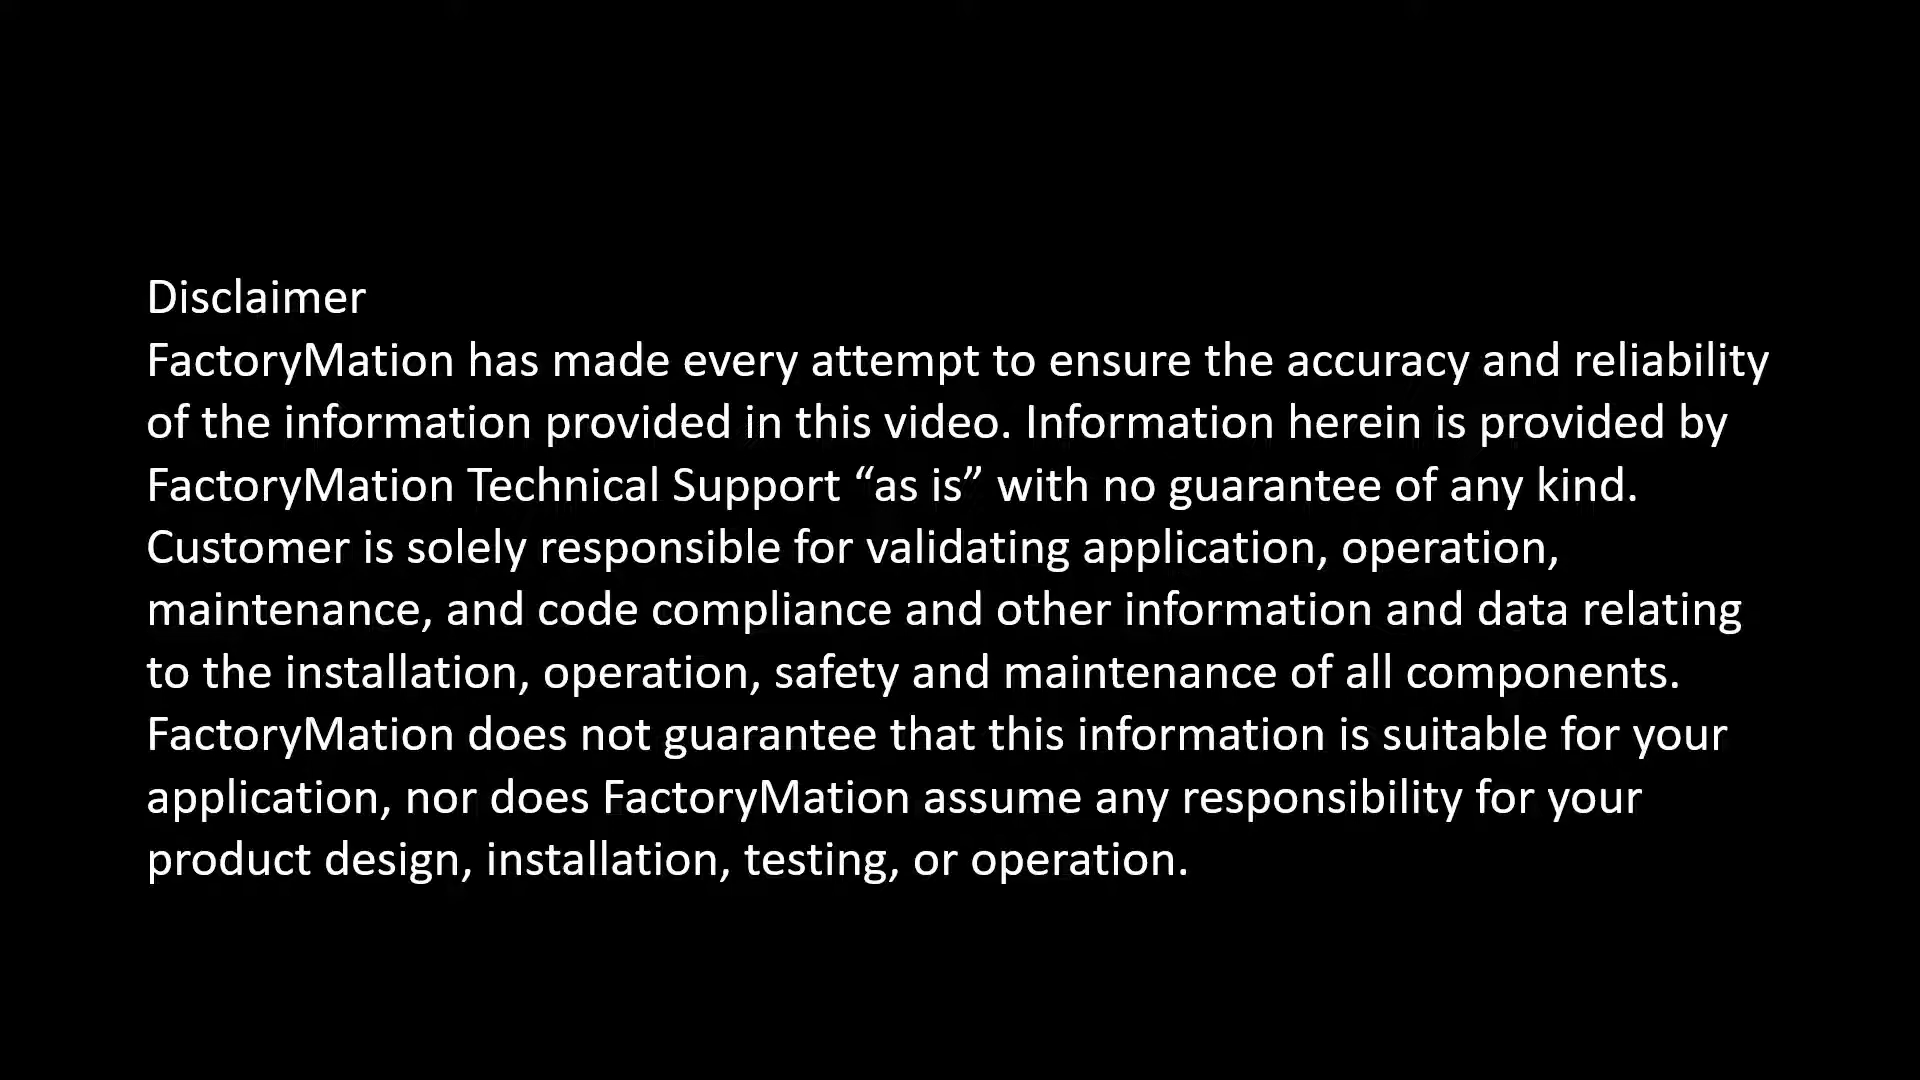 Disclaimer
FactoryMation has made every attempt to ensure the accuracy and reliability
of the information provided in this video. Information herein is provided by
FactoryMation Technical Support “as is” with no guarantee of any kind.
Customer is solely responsible for validating application, operation,
maintenance, and code compliance and other information and data relating
to the installation, operation, safety and maintenance of all components.
FactoryMation does not guarantee that this information is suitable for your
application, nor does FactoryMation assume any responsibility for your
product design, installation, testing, or operation.